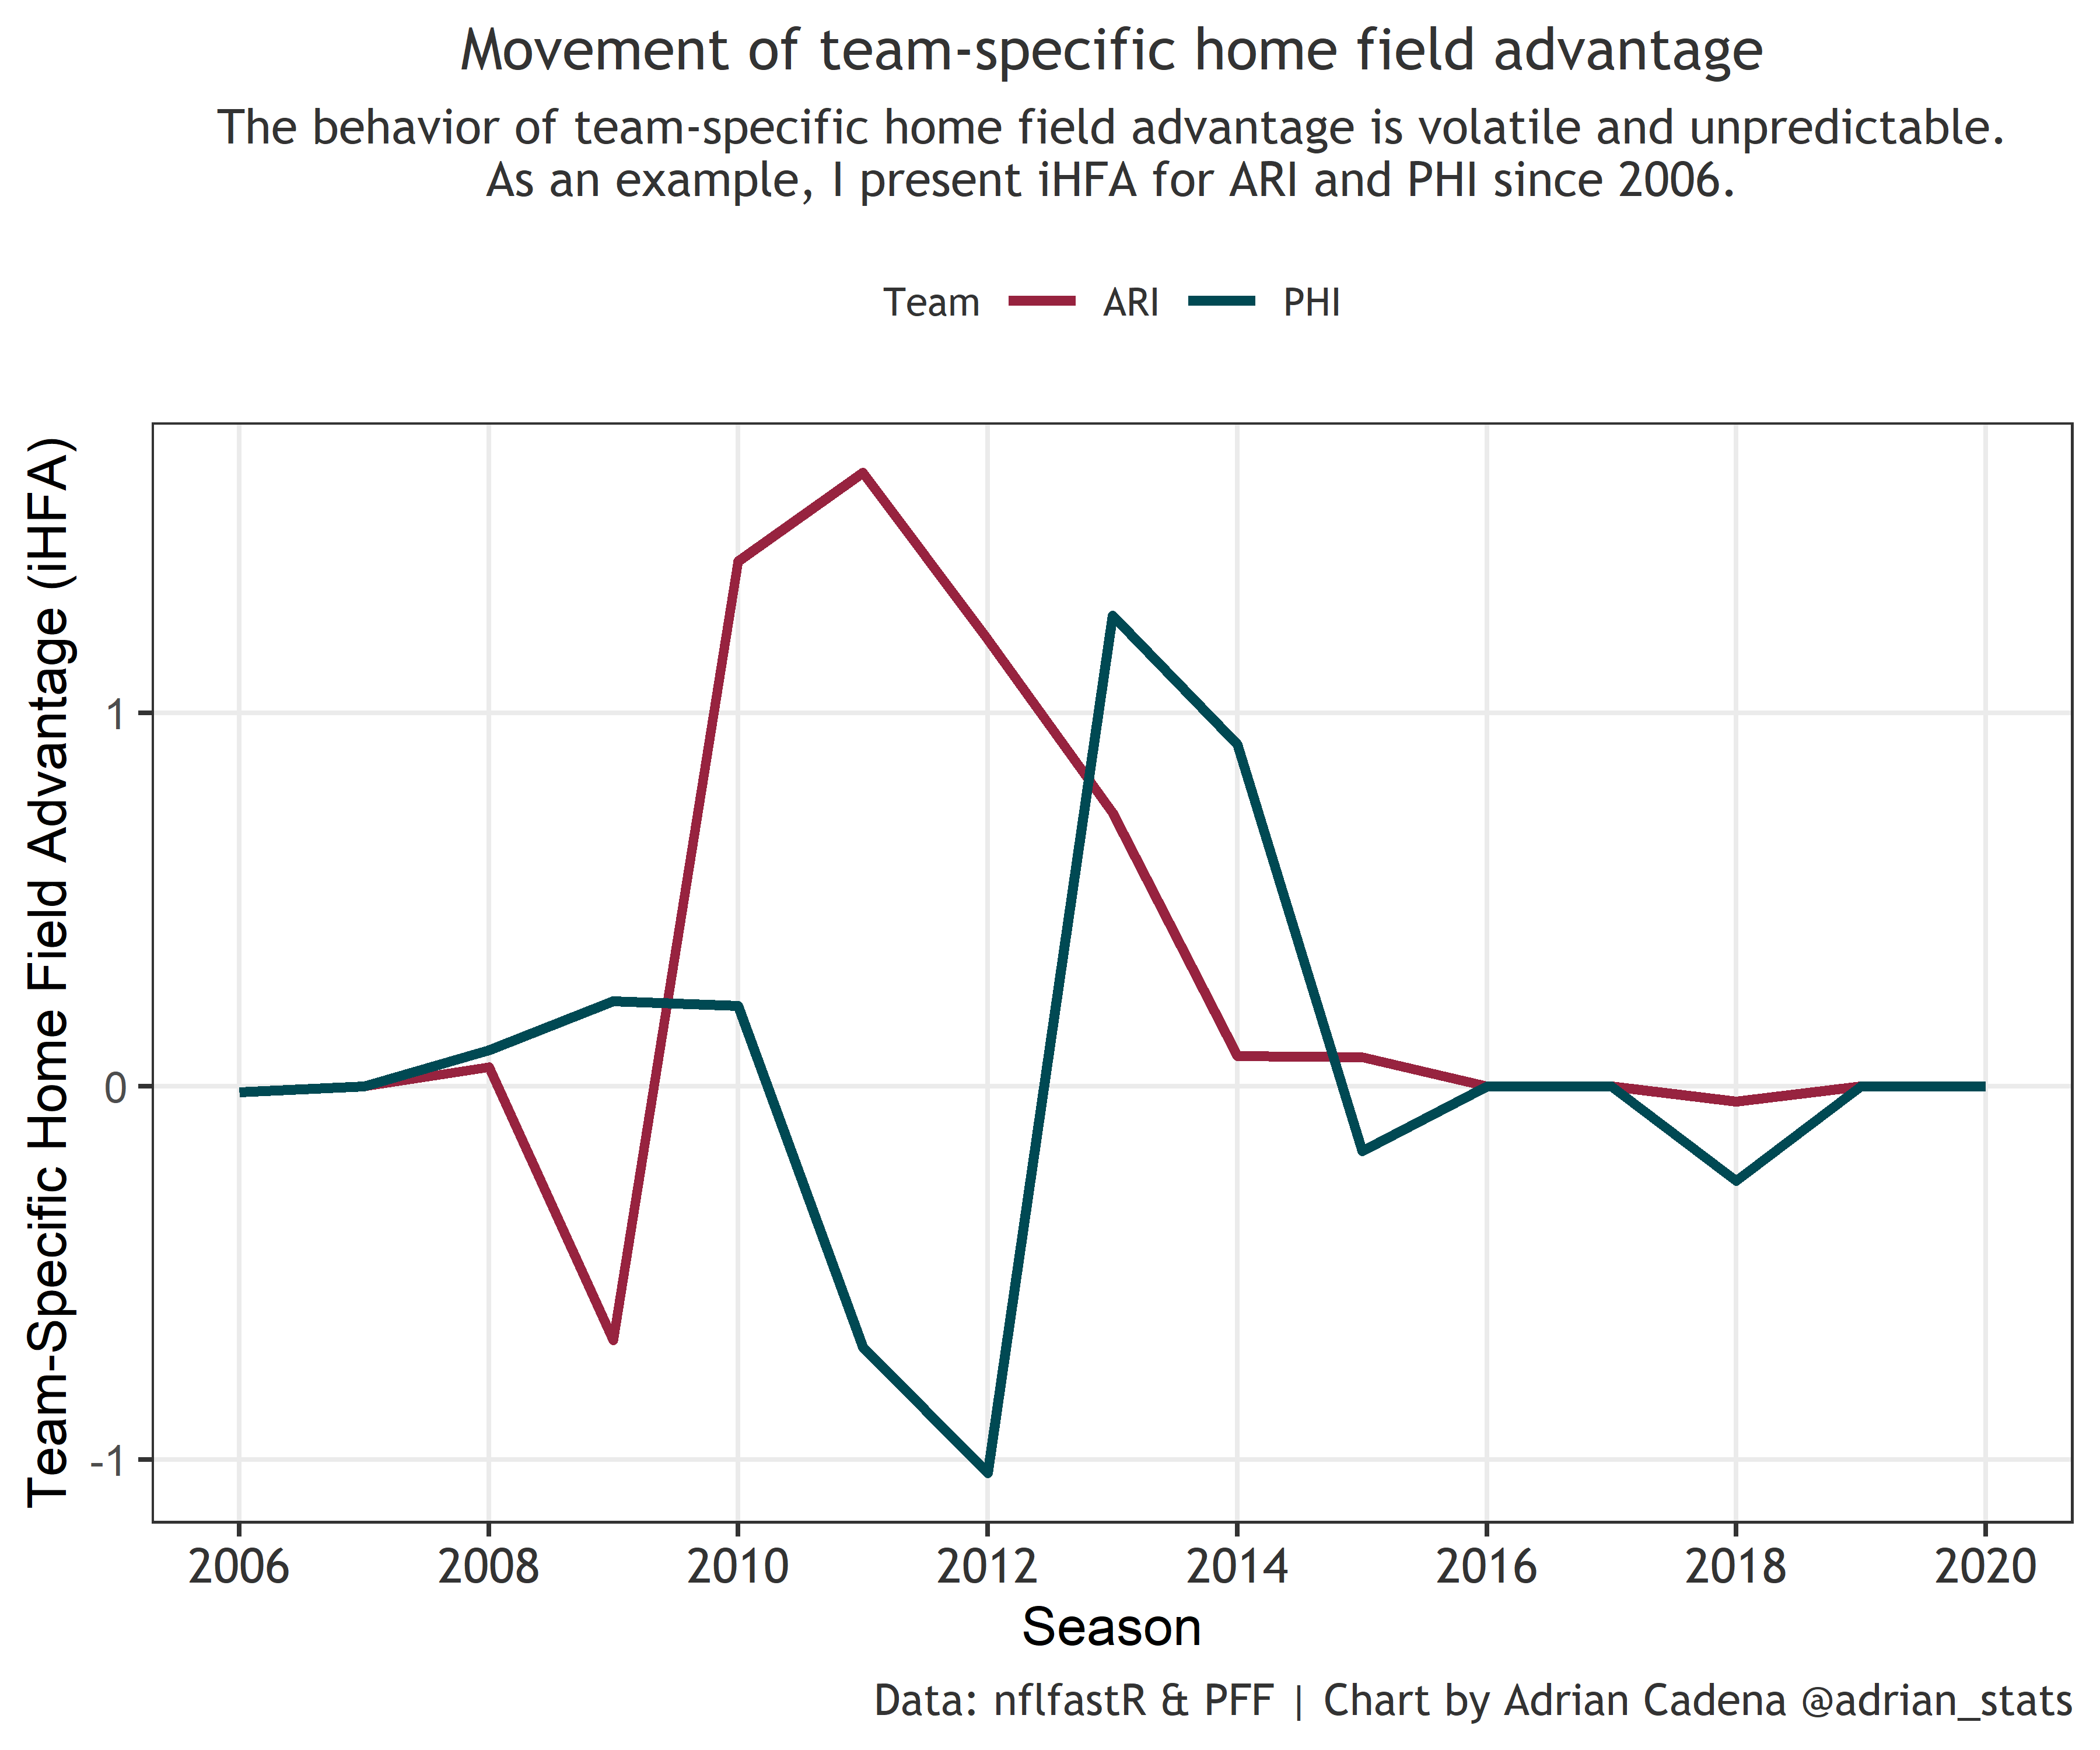 Movement of team-specific home field advantage
The behavior of team-specific home field advantage is volatile and unpredictable.
As an example, I present iHFA for ARI and PHI since 2006.
Team ARI PHI
Team-Specific Home Field Advantage (iHFA)
1
0
-1
2006 2008 2010 2012 2014 2016 2018 2020
Season
Data: nflfastR & PFF | Chart by Adrian Cadena @adrian_stats